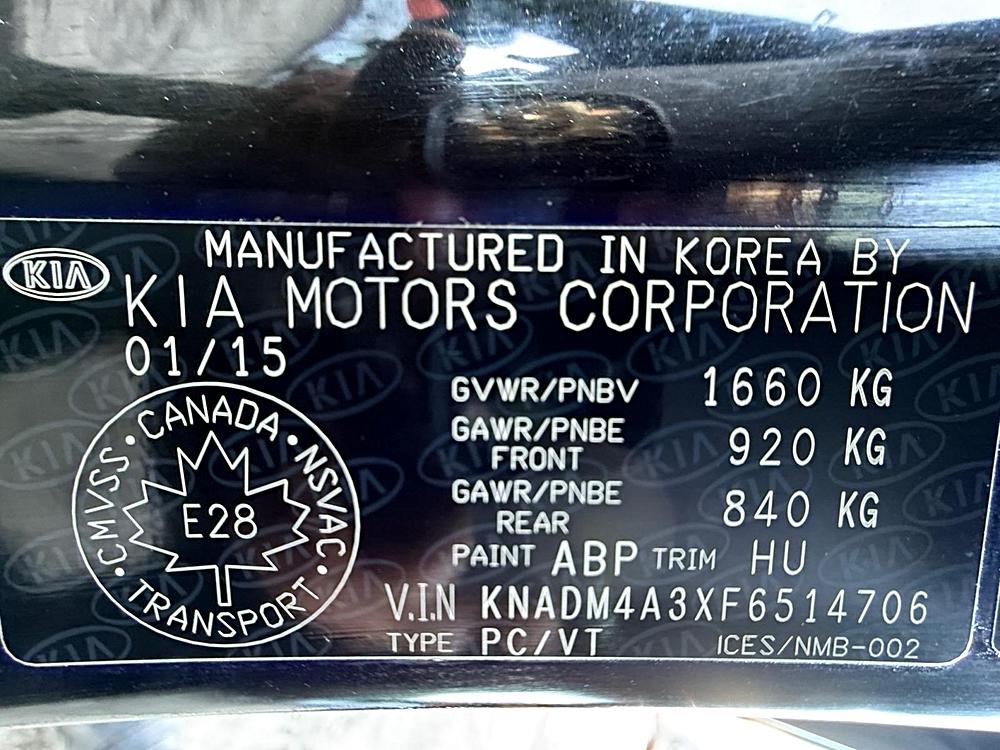 KIA
MANUFACTURED IN KOREA BY
KIA MOTORS CORPORATION
01/15
GVWR/PNBV 1660 KG
GAWR/PNBE FRONT 920 KG
GAWR/PNBE REAR 840 KG
PAINT ABP TRIM HU
V.I.N KNADM4A3XF6514706
TYPE PC/VT ICES/NMB-002
CANADA • NSVAC • TRANSPORT • CMVSS •
E28